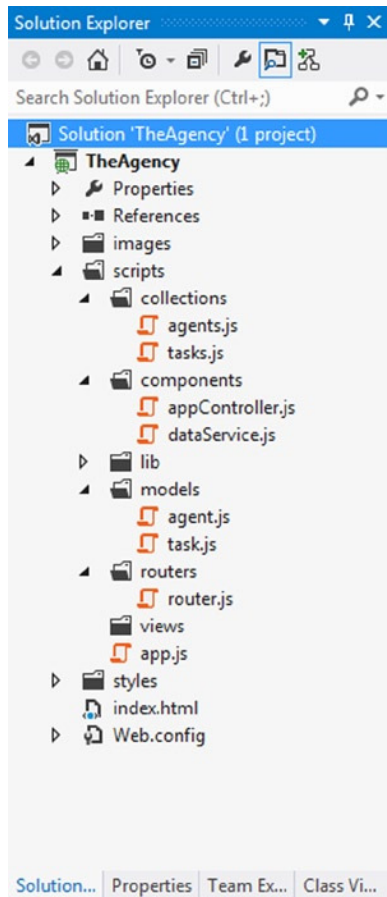 Solution Explorer
Search Solution Explorer (Ctrl+;)
Solution 'TheAgency' (1 project)
TheAgency
Properties
References
images
scripts
collections
agents.js
tasks.js
components
appController.js
dataService.js
lib
models
agent.js
task.js
routers
router.js
views
app.js
styles
index.html
Web.config
Solution... Properties Team Ex... Class Vi...